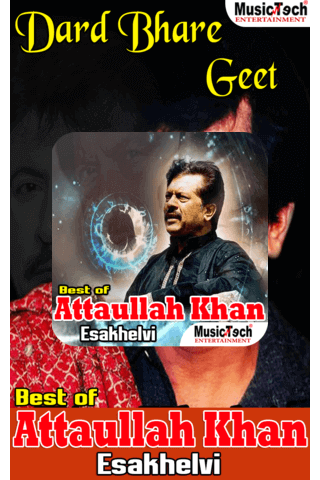 Dard Bhare
Geet
MusicTech
ENTERTAINMENT
Best of
Attaullah Khan
Esakhelvi
MusicTech
ENTERTAINMENT
Best of
Attaullah Khan
Esakhelvi